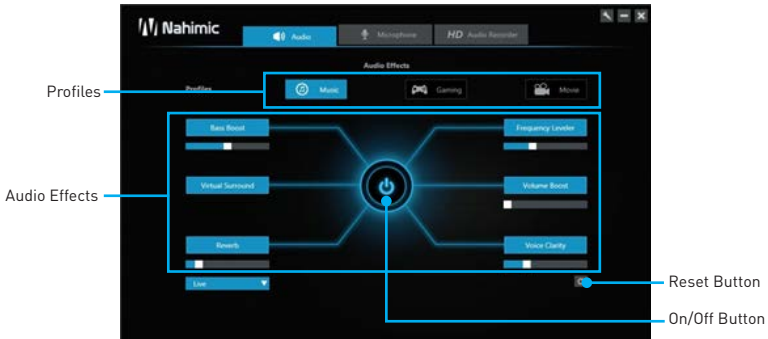 Nahimic
Audio
Microphone
HD Audio Recorder
Audio Effects
Profiles
Profiles
Music
Gaming
Movie
Audio Effects
Bass Boost
Frequency Leveler
Virtual Surround
Volume Boost
Reverb
Voice Clarity
Live
Reset Button
On/Off Button